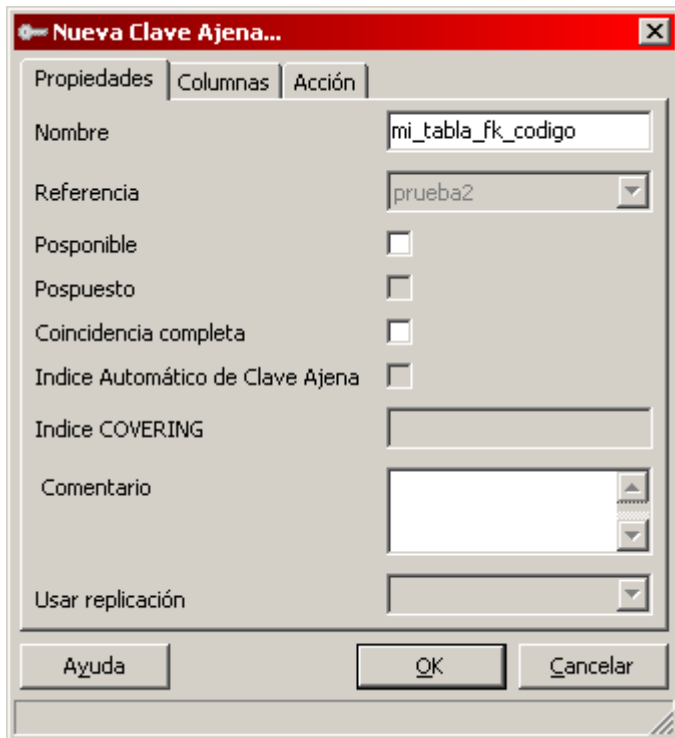 Nueva Clave Ajena...
Propiedades Columnas Acción
Nombre mi_tabla_fk_codigo
Referencia prueba2
Posponible
Pospuesto
Coincidencia completa
Indice Automático de Clave Ajena
Indice COVERING
Comentario
Usar replicación
Ayuda OK Cancelar